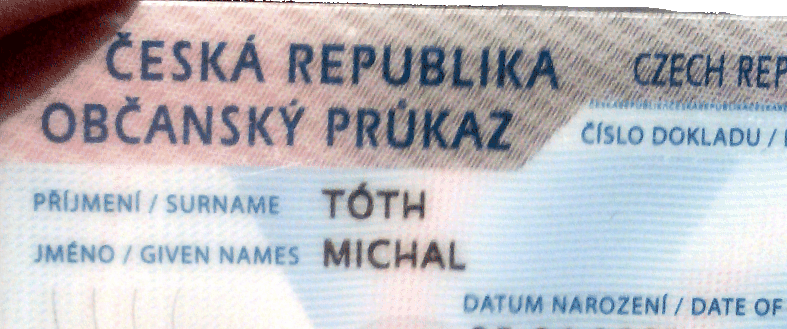 ČESKÁ REPUBLIKA CZECH REP
OBČANSKÝ PRŮKAZ
ČÍSLO DOKLADU /
PŘÍJMENÍ / SURNAME TÓTH
JMÉNO / GIVEN NAMES MICHAL
DATUM NAROZENÍ / DATE OF